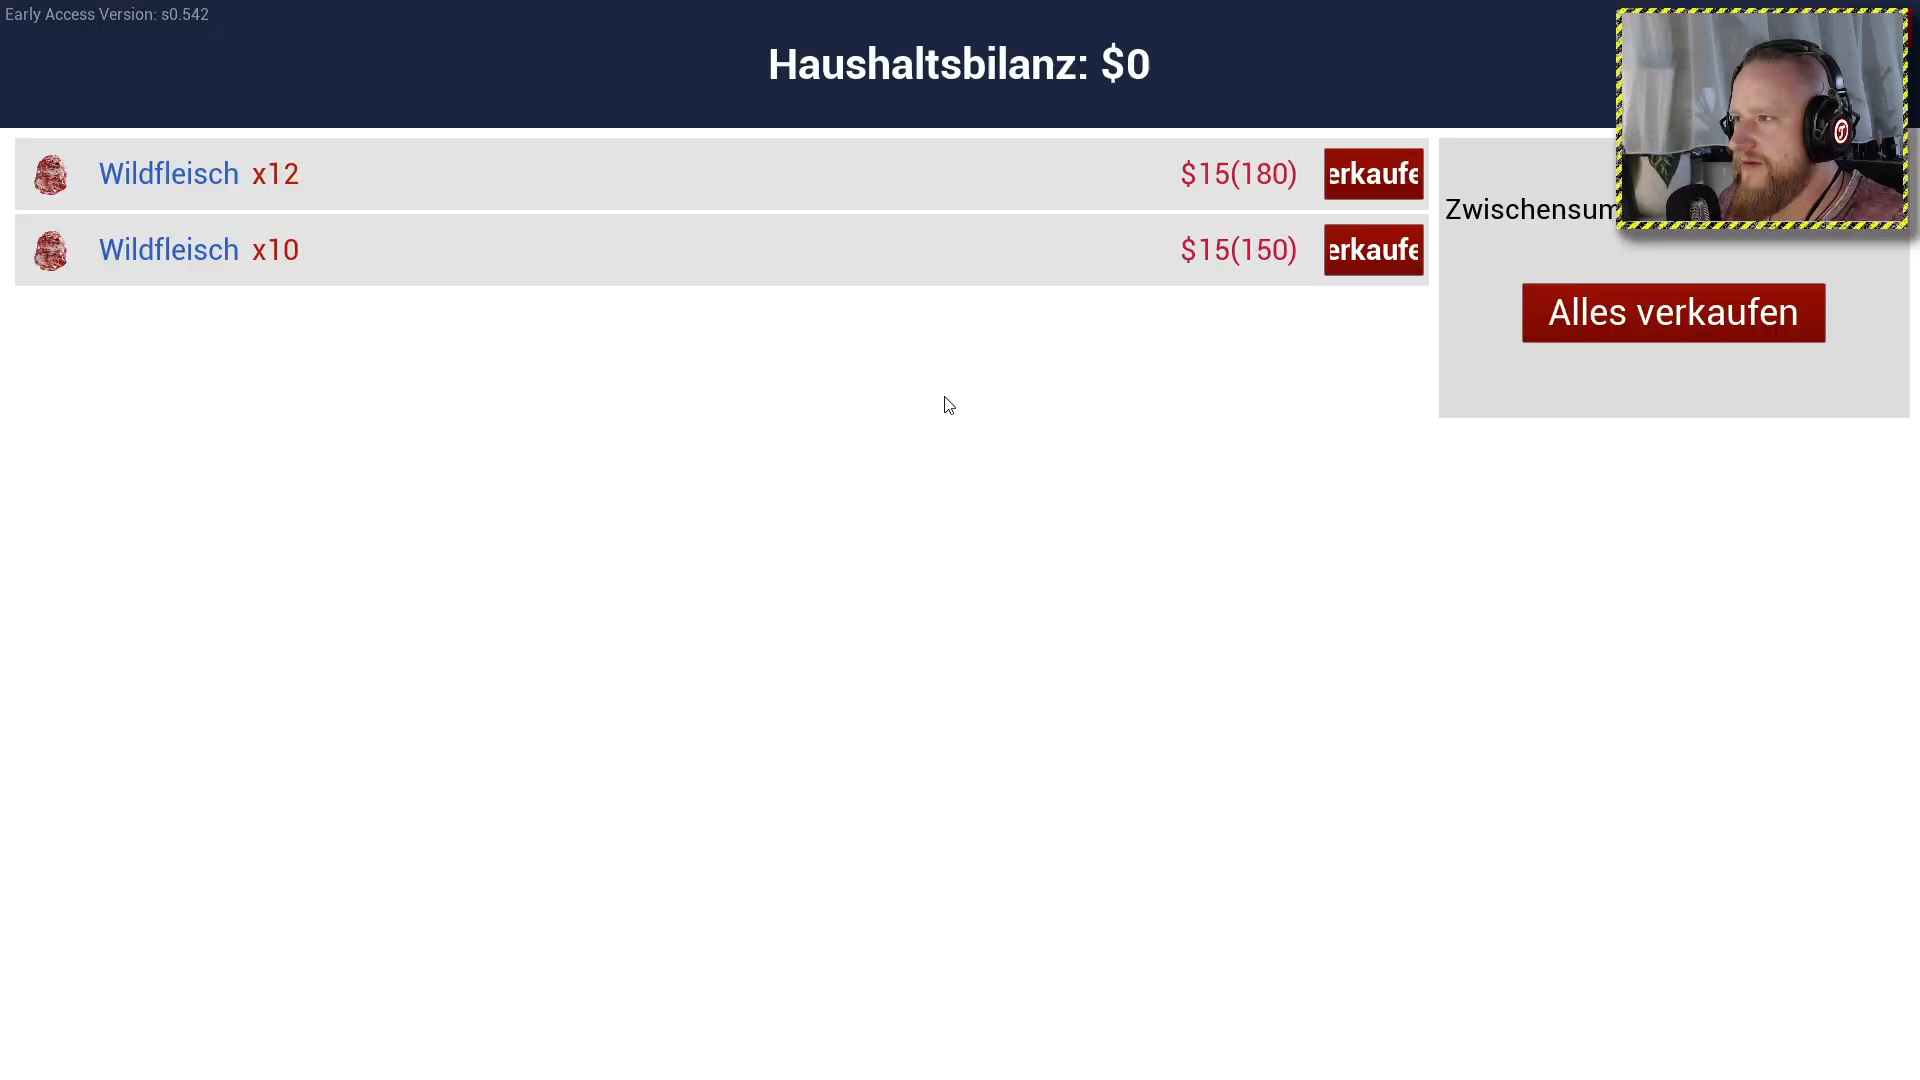 Early Access Version: s0.542
Haushaltsbilanz: $0
Wildfleisch x12 $15(180) erkaufe
Wildfleisch x10 $15(150) erkaufe
Zwischensum
Alles verkaufen